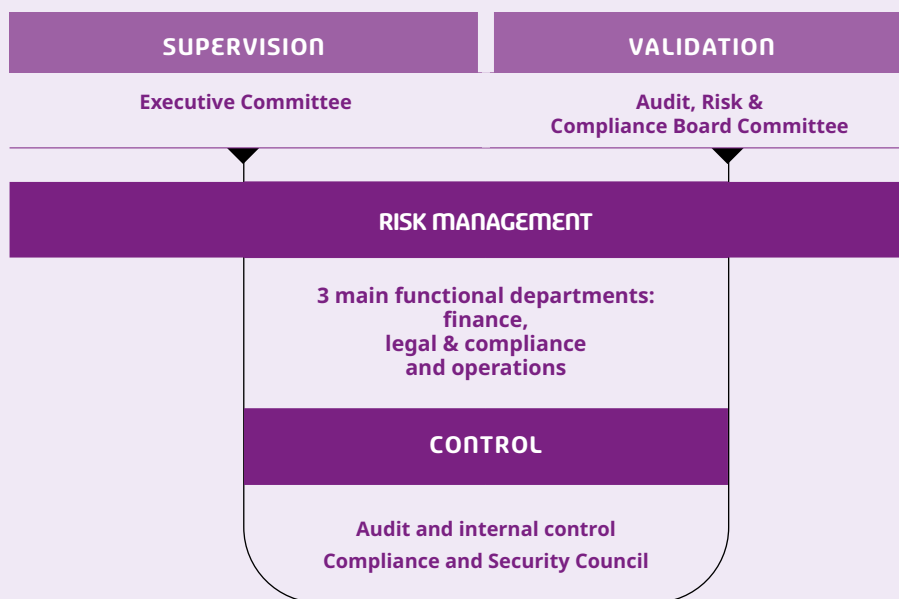 SUPERVISION
VALIDATION
Executive Committee
Audit, Risk &
Compliance Board Committee
RISK MANAGEMENT
3 main functional departments:
finance,
legal & compliance
and operations
CONTROL
Audit and internal control
Compliance and Security Council